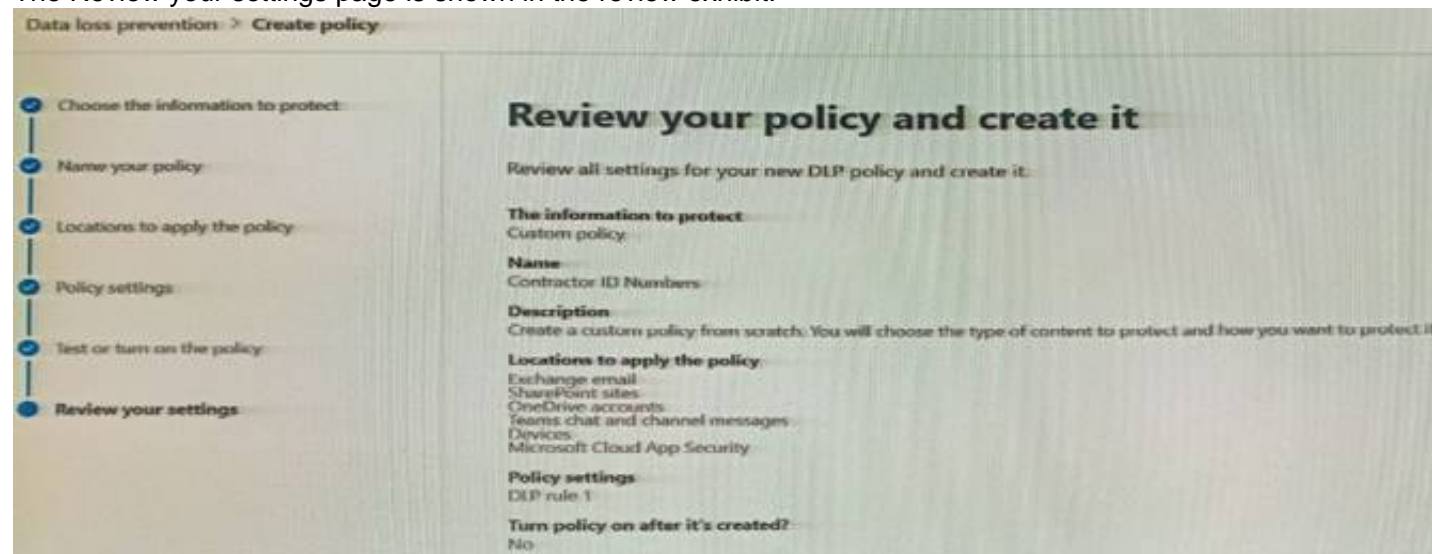 The Review your settings page is shown in the review exhibit.
Data loss prevention > Create policy
Choose the information to protect
Name your policy
Locations to apply the policy
Policy settings
Test or turn on the policy
Review your settings
Review your policy and create it
Review all settings for your new DLP policy and create it.
The information to protect
Custom policy
Name
Contractor ID Numbers
Description
Create a custom policy from scratch. You will choose the type of content to protect and how you want to protect it
Locations to apply the policy
Exchange email
SharePoint sites
OneDrive accounts
Teams chat and channel messages
Devices
Microsoft Cloud App Security
Policy settings
DLP rule 1
Turn policy on after it's created?
No